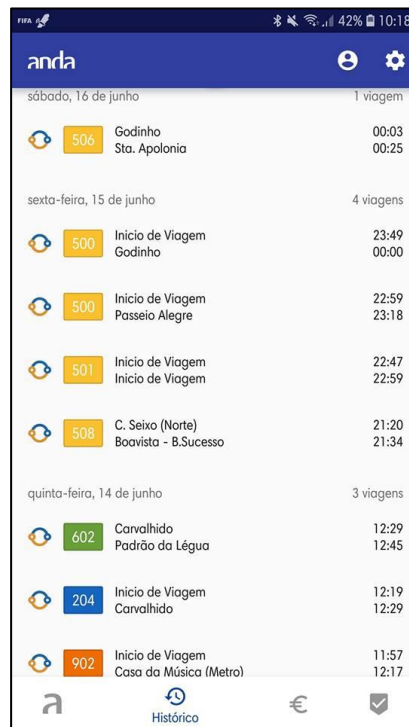 FIFA 42% 10:18
anda
sábado, 16 de junho 1 viagem
506 Godinho 00:03
Sta. Apolonia 00:25
sexta-feira, 15 de junho 4 viagens
500 Inicio de Viagem 23:49
Godinho 00:00
500 Inicio de Viagem 22:59
Passeio Alegre 23:18
501 Inicio de Viagem 22:47
Inicio de Viagem 22:59
508 C. Seixo (Norte) 21:20
Boavista - B.Sucesso 21:34
quinta-feira, 14 de junho 3 viagens
602 Carvalhido 12:29
Padrão da Légua 12:45
204 Inicio de Viagem 12:19
Carvalhido 12:29
902 Inicio de Viagem 11:57
Casa da Música (Metro) 12:17
a € 
Histórico